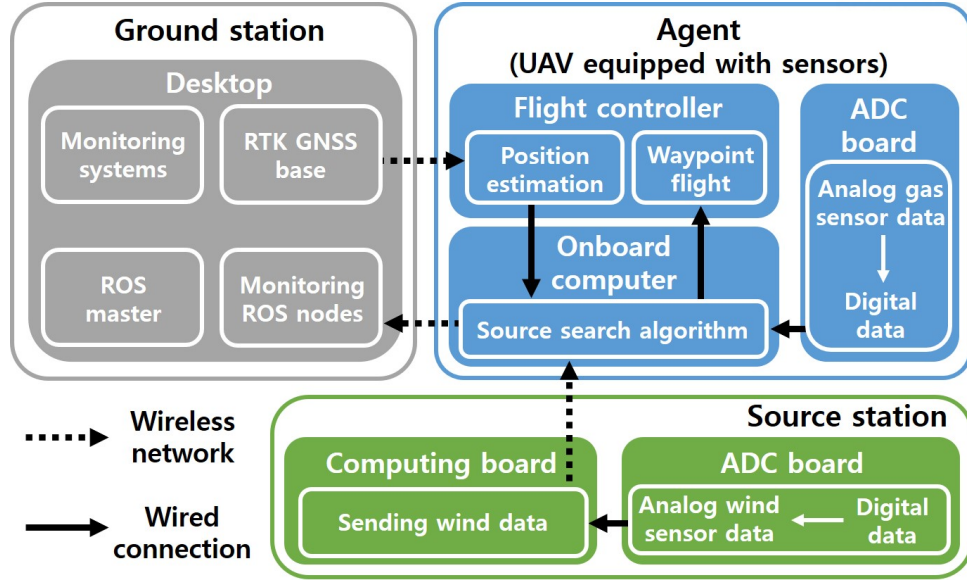 Ground station
Desktop
Monitoring
systems
RTK GNSS
base
ROS
master
Monitoring
ROS nodes
Agent
(UAV equipped with sensors)
Flight controller
Position
estimation
Waypoint
flight
Onboard
computer
Source search algorithm
ADC
board
Analog gas
sensor data
Digital
data
Wireless
network
Wired
connection
Source station
Computing board
Sending wind data
ADC board
Analog wind
sensor data
Digital
data